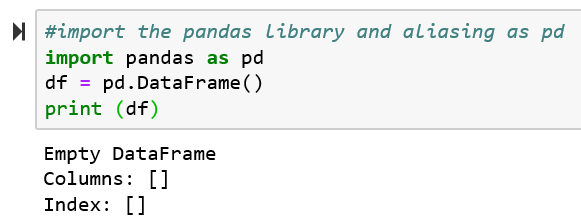 #import the pandas library and aliasing as pd
import pandas as pd
df = pd.DataFrame()
print (df)
Empty DataFrame
Columns: []
Index: []